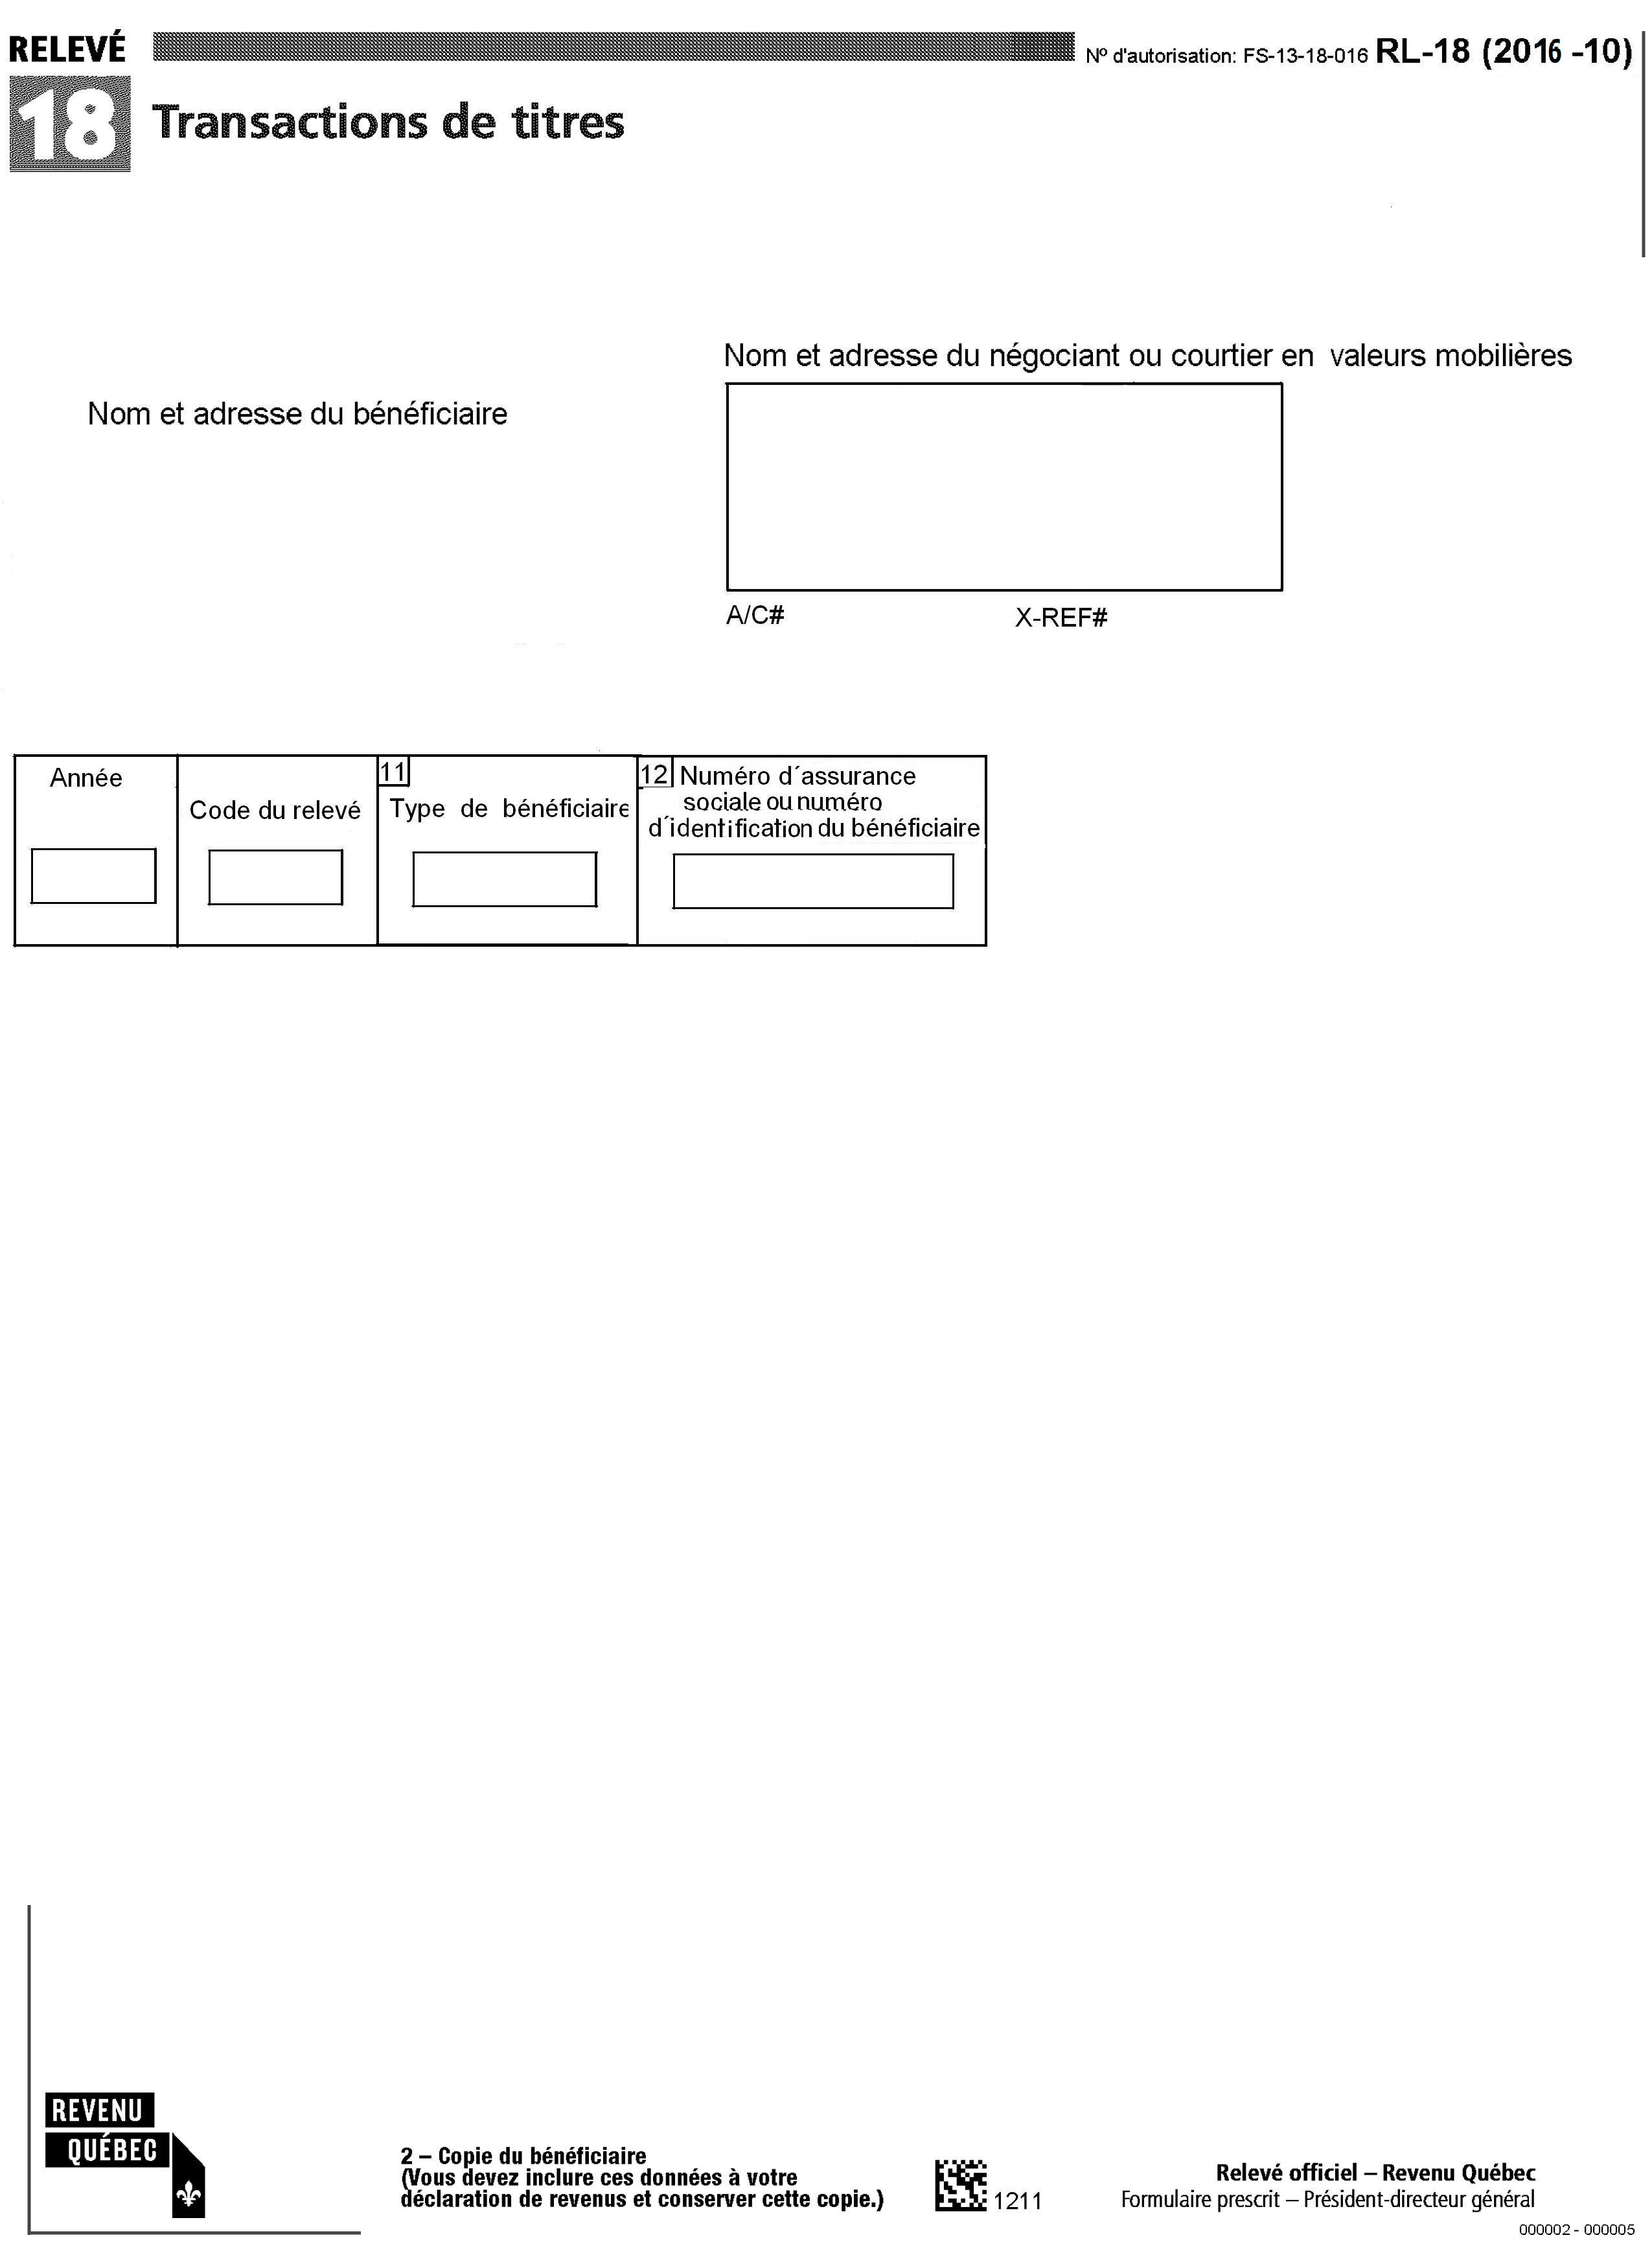 RELEVÉ
Nº d'autorisation: FS-13-18-016 RL-18 (2016 -10)
18 Transactions de titres
Nom et adresse du négociant ou courtier en valeurs mobilières
Nom et adresse du bénéficiaire
A/C# X-REF#
Année
Code du relevé
11
Type de bénéficiaire
12 Numéro d´assurance
sociale ou numéro
d´identification du bénéficiaire
REVENU
QUÉBEC
2 – Copie du bénéficiaire
(Vous devez inclure ces données à votre
déclaration de revenus et conserver cette copie.)
1211
Relevé officiel – Revenu Québec
Formulaire prescrit – Président-directeur général
000002 - 000005